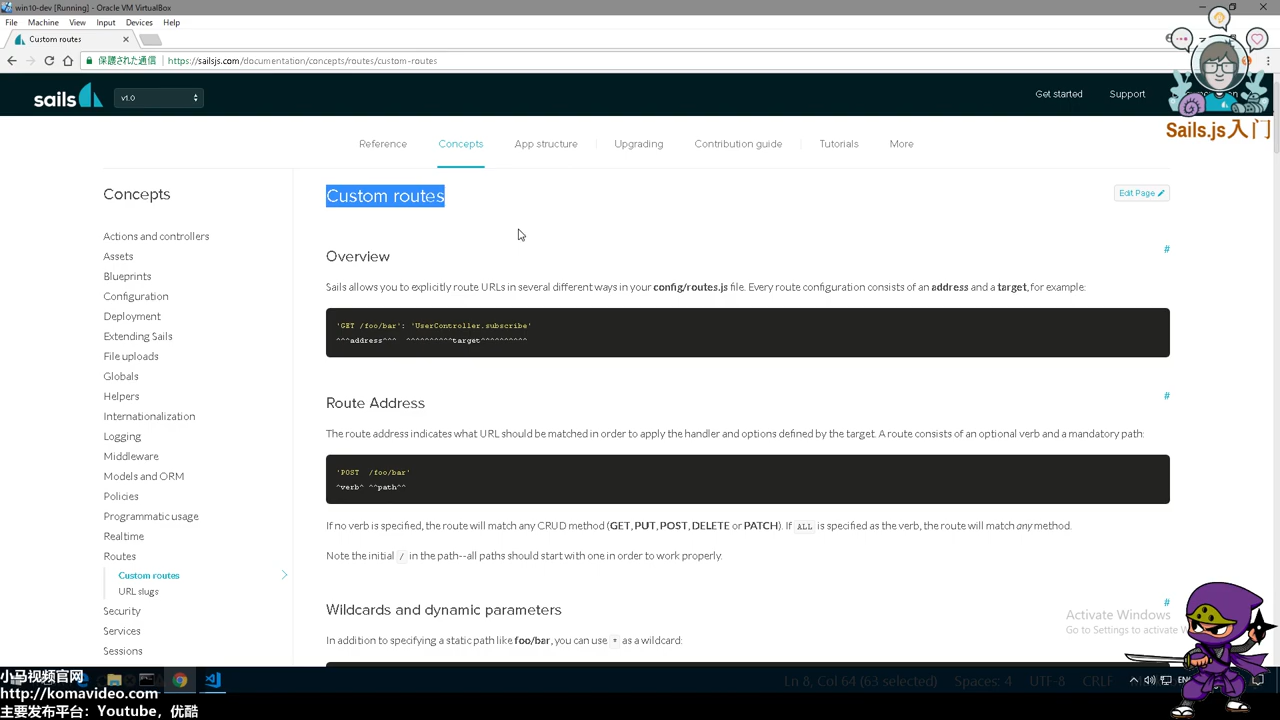 win10-dev [Running] - Oracle VM VirtualBox
File Machine View Input Devices Help
Custom routes
保護された通信 https://sailsjs.com/documentation/concepts/routes/custom-routes
sails v1.0 Get started Support
Sails.js入门
Reference Concepts App structure Upgrading Contribution guide Tutorials More
Concepts
Actions and controllers
Assets
Blueprints
Configuration
Deployment
Extending Sails
File uploads
Globals
Helpers
Internationalization
Logging
Middleware
Models and ORM
Policies
Programmatic usage
Realtime
Routes
Custom routes
URL slugs
Security
Services
Sessions
Custom routes
Edit Page
Overview #
Sails allows you to explicitly route URLs in several different ways in your config/routes.js file. Every route configuration consists of an address and a target, for example:
'GET /foo/bar': 'UserController.subscribe'
^^^address^^^ ^^^^^^^^^^target^^^^^^^^^^
Route Address #
The route address indicates what URL should be matched in order to apply the handler and options defined by the target. A route consists of an optional verb and a mandatory path:
'POST /foo/bar'
^verb^ ^^path^^
If no verb is specified, the route will match any CRUD method (GET, PUT, POST, DELETE or PATCH). If ALL is specified as the verb, the route will match any method.
Note the initial / in the path--all paths should start with one in order to work properly.
Wildcards and dynamic parameters #
In addition to specifying a static path like foo/bar, you can use * as a wildcard:
Activate Windows
Go to Settings to activate
Ln 8, Col 64 (63 selected) Spaces: 4 UTF-8 CRLF
ENG
小马视频官网
http://komavideo.com
主要发布平台：Youtube，优酷